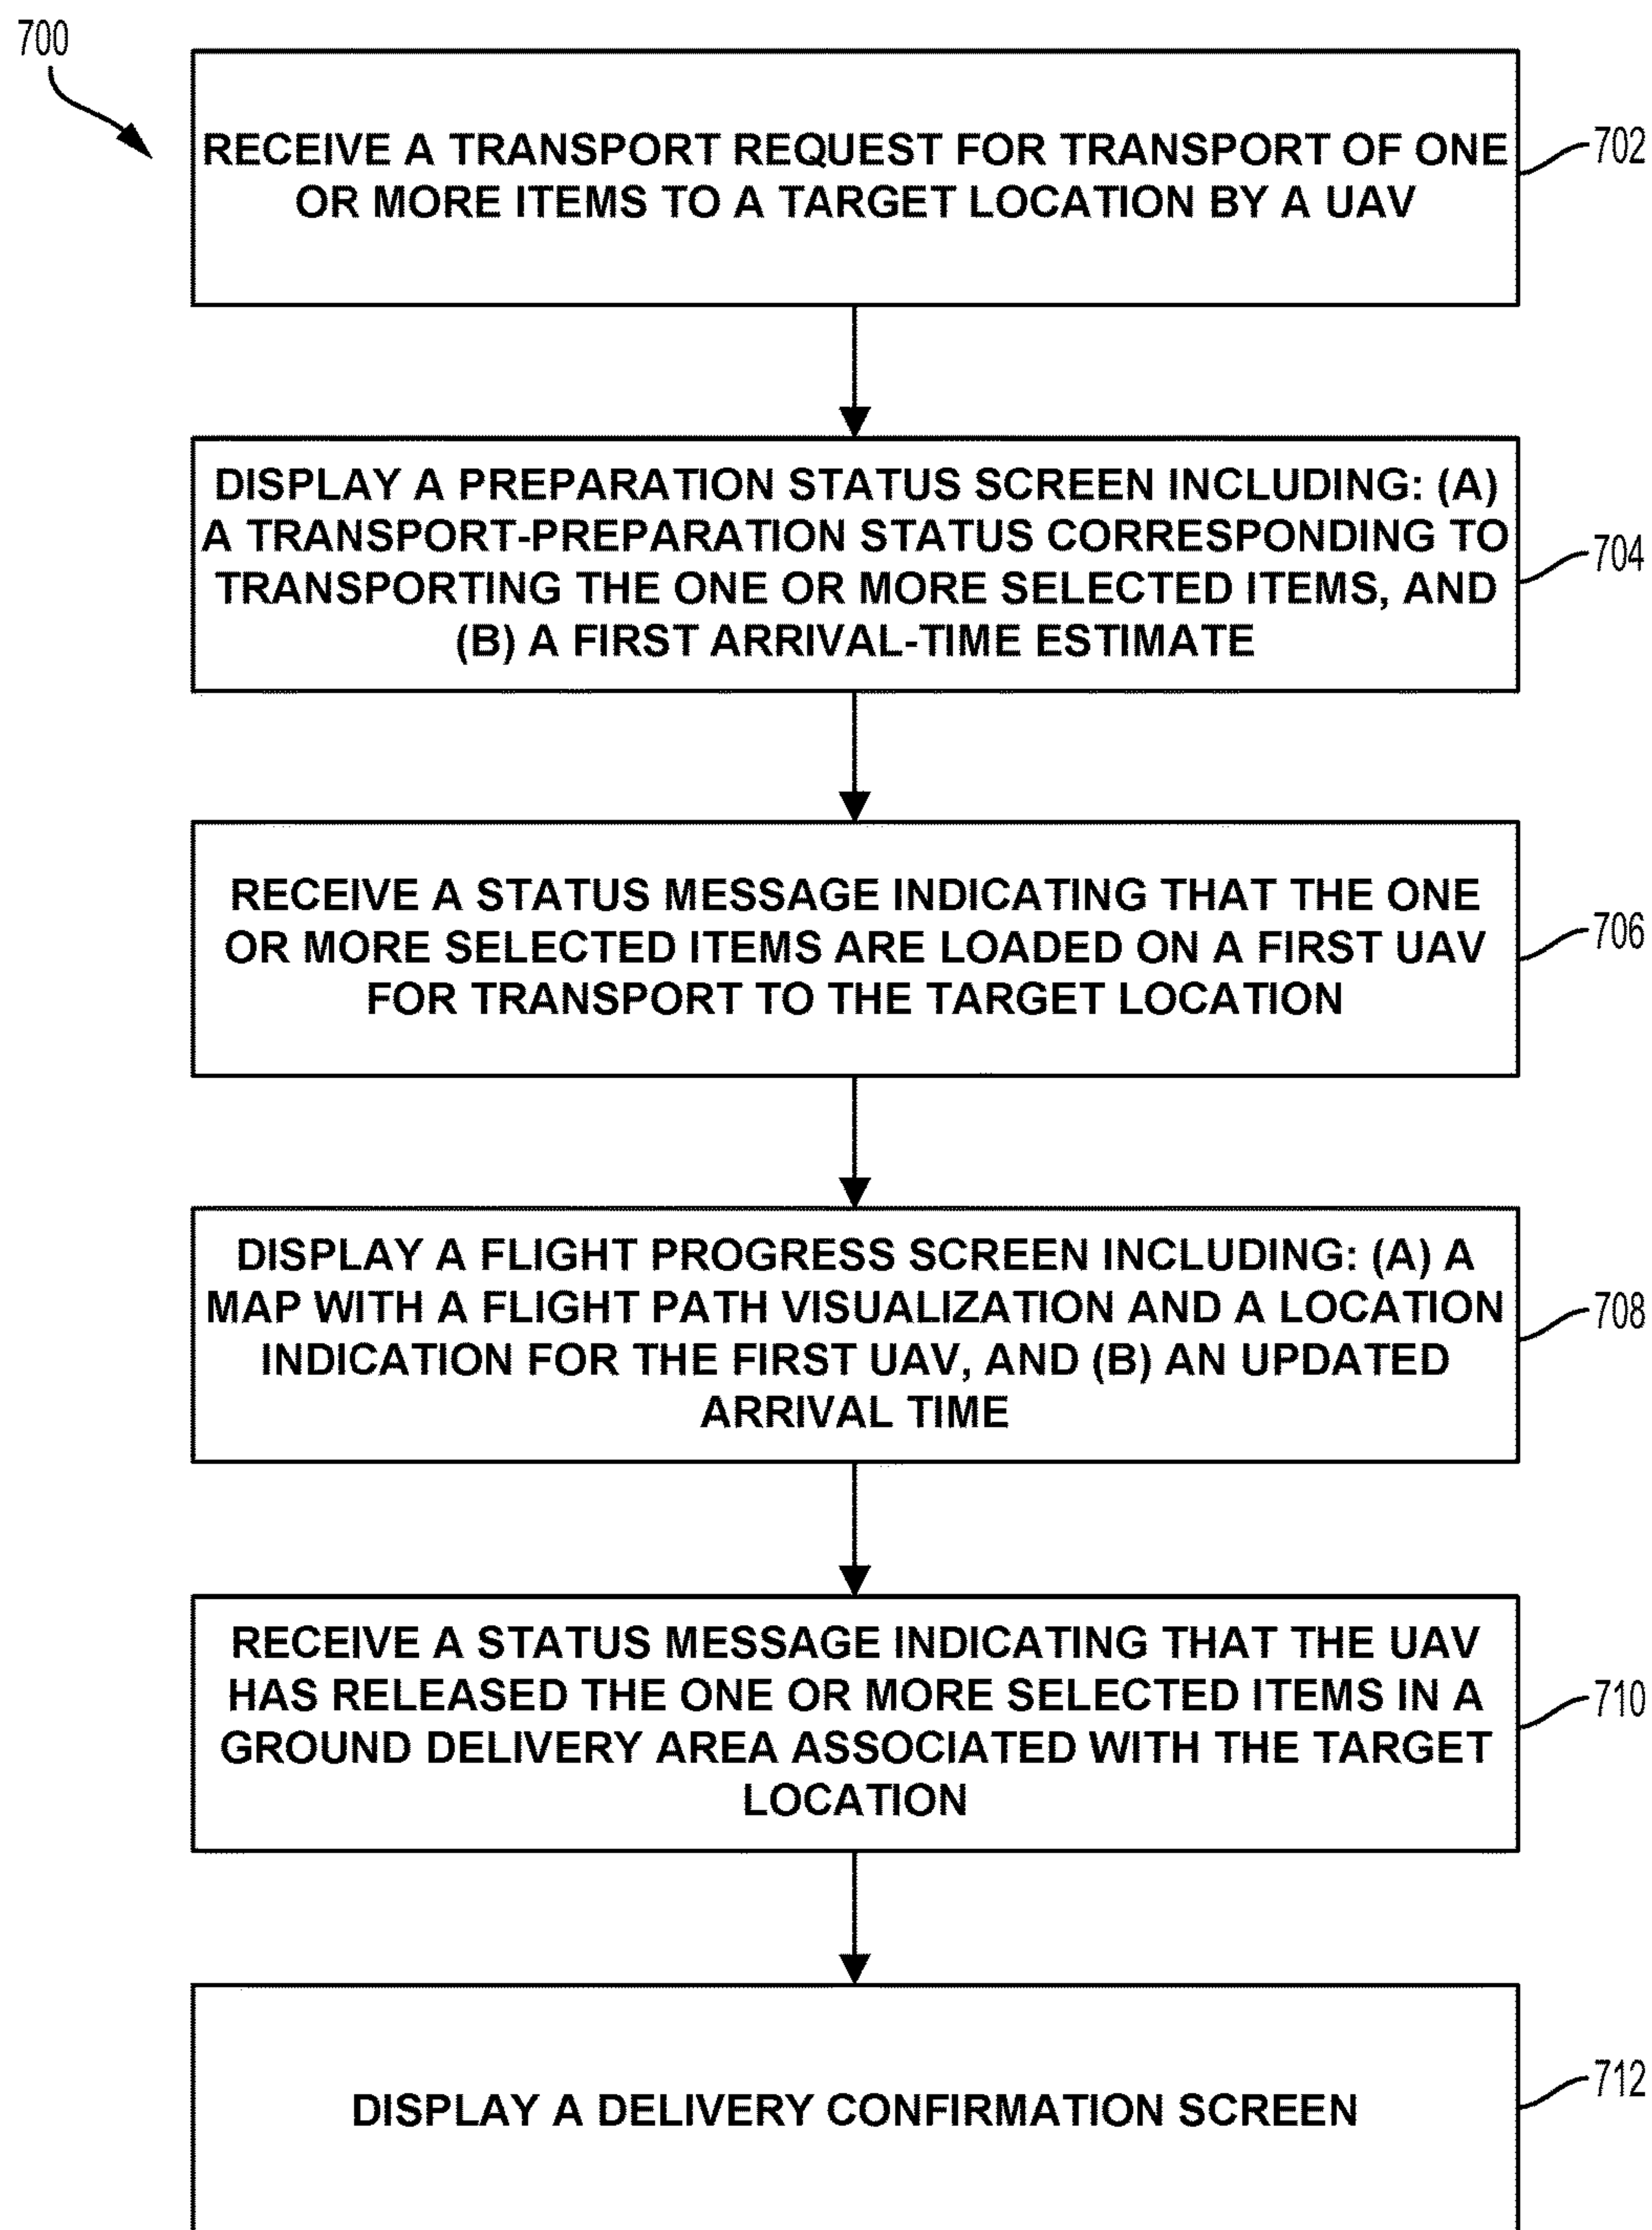 700
RECEIVE A TRANSPORT REQUEST FOR TRANSPORT OF ONE
OR MORE ITEMS TO A TARGET LOCATION BY A UAV
702
DISPLAY A PREPARATION STATUS SCREEN INCLUDING: (A)
A TRANSPORT-PREPARATION STATUS CORRESPONDING TO
TRANSPORTING THE ONE OR MORE SELECTED ITEMS, AND
(B) A FIRST ARRIVAL-TIME ESTIMATE
704
RECEIVE A STATUS MESSAGE INDICATING THAT THE ONE
OR MORE SELECTED ITEMS ARE LOADED ON A FIRST UAV
FOR TRANSPORT TO THE TARGET LOCATION
706
DISPLAY A FLIGHT PROGRESS SCREEN INCLUDING: (A) A
MAP WITH A FLIGHT PATH VISUALIZATION AND A LOCATION
INDICATION FOR THE FIRST UAV, AND (B) AN UPDATED
ARRIVAL TIME
708
RECEIVE A STATUS MESSAGE INDICATING THAT THE UAV
HAS RELEASED THE ONE OR MORE SELECTED ITEMS IN A
GROUND DELIVERY AREA ASSOCIATED WITH THE TARGET
LOCATION
710
DISPLAY A DELIVERY CONFIRMATION SCREEN
712